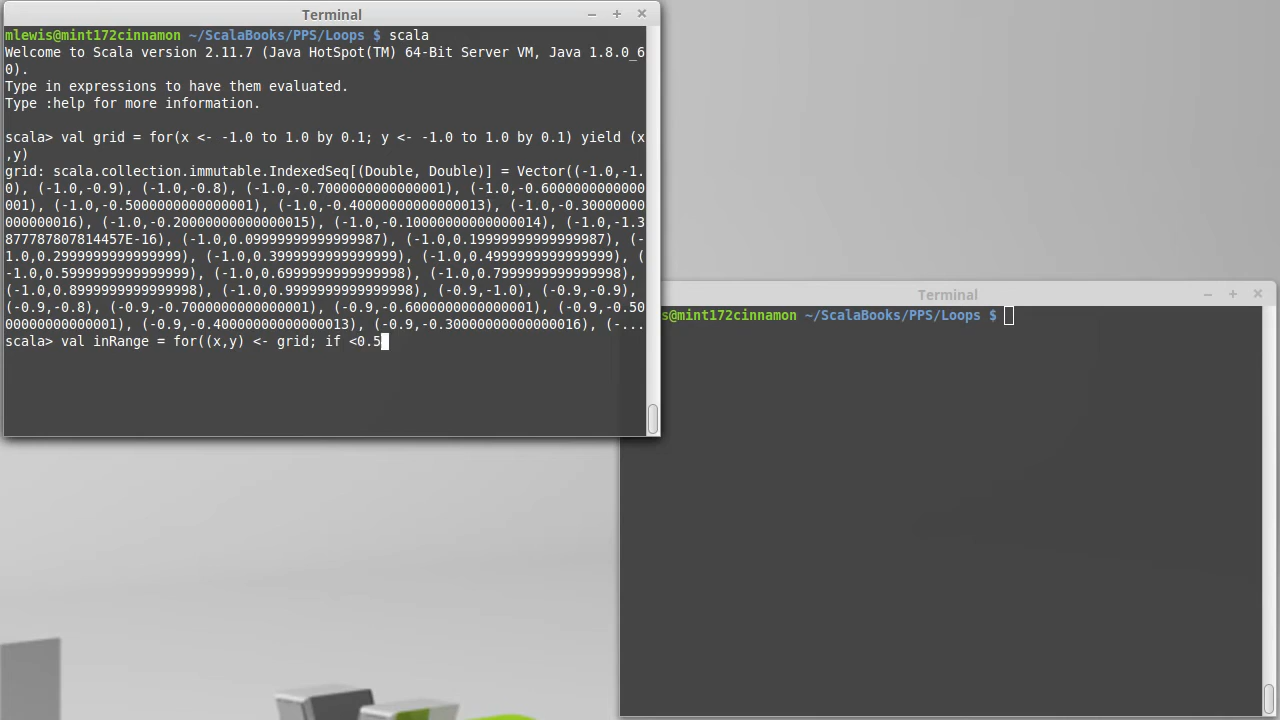 Terminal
mlewis@mint172cinnamon ~/ScalaBooks/PPS/Loops $ scala
Welcome to Scala version 2.11.7 (Java HotSpot(TM) 64-Bit Server VM, Java 1.8.0_6
0).
Type in expressions to have them evaluated.
Type :help for more information.
scala> val grid = for(x <- -1.0 to 1.0 by 0.1; y <- -1.0 to 1.0 by 0.1) yield (x
,y)
grid: scala.collection.immutable.IndexedSeq[(Double, Double)] = Vector((-1.0,-1.
0), (-1.0,-0.9), (-1.0,-0.8), (-1.0,-0.7000000000000001), (-1.0,-0.6000000000000
001), (-1.0,-0.5000000000000001), (-1.0,-0.40000000000000013), (-1.0,-0.30000000
000000016), (-1.0,-0.20000000000000015), (-1.0,-0.10000000000000014), (-1.0,-1.3
877787807814457E-16), (-1.0,0.09999999999999987), (-1.0,0.19999999999999987), (-
1.0,0.2999999999999999), (-1.0,0.3999999999999999), (-1.0,0.4999999999999999), (
-1.0,0.5999999999999999), (-1.0,0.6999999999999998), (-1.0,0.7999999999999998),
(-1.0,0.8999999999999998), (-1.0,0.9999999999999998), (-0.9,-1.0), (-0.9,-0.9),
(-0.9,-0.8), (-0.9,-0.7000000000000001), (-0.9,-0.6000000000000001), (-0.9,-0.50
00000000000001), (-0.9,-0.40000000000000013), (-0.9,-0.30000000000000016), (-...
scala> val inRange = for((x,y) <- grid; if <0.5
Terminal
s@mint172cinnamon ~/ScalaBooks/PPS/Loops $